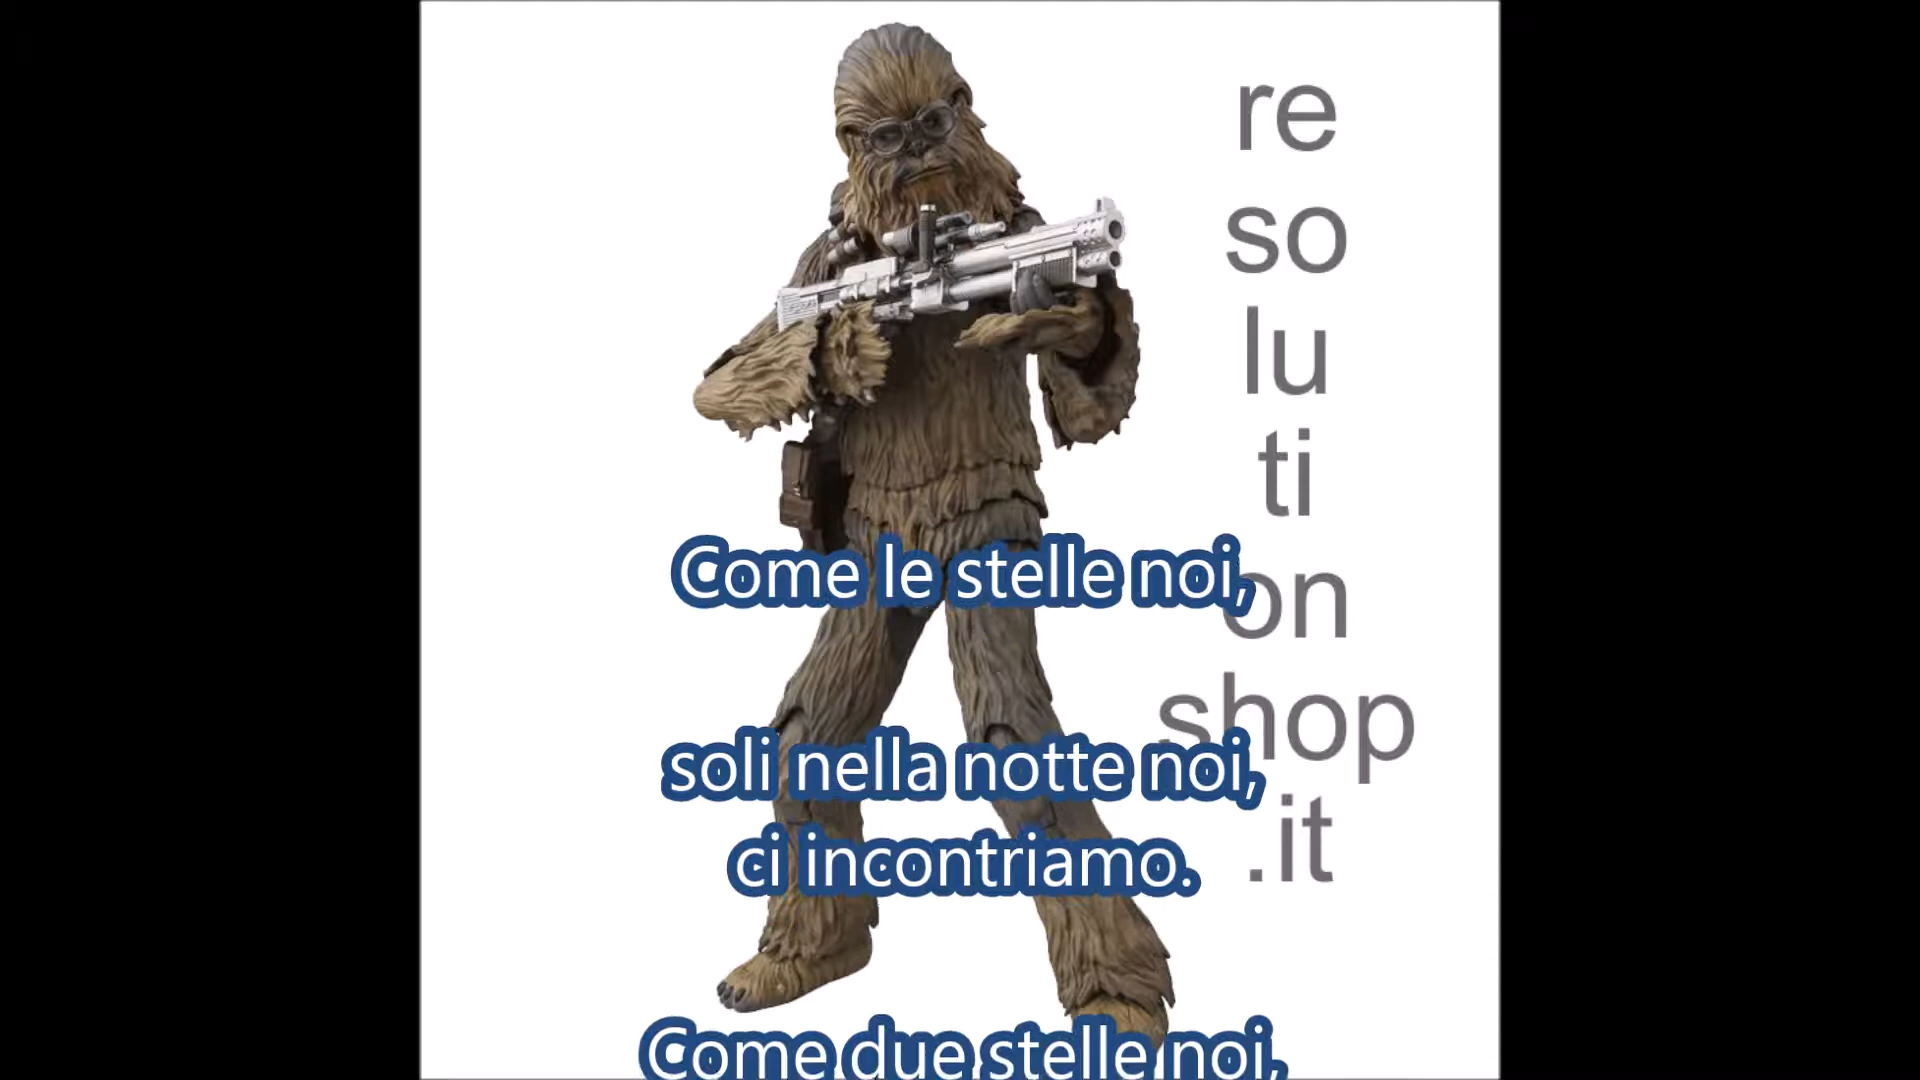 re
so
lu
ti
on
shop
.it
Come le stelle noi,
soli nella notte noi,
ci incontriamo.
Come due stelle noi,